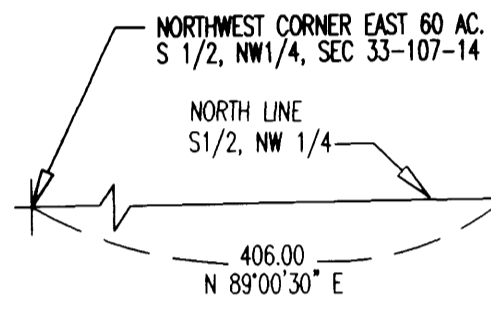 NORTHWEST CORNER EAST 60 AC.
S 1/2, NW1/4, SEC 33-107-14
NORTH LINE
S1/2, NW 1/4
406.00
N 89°00'30" E